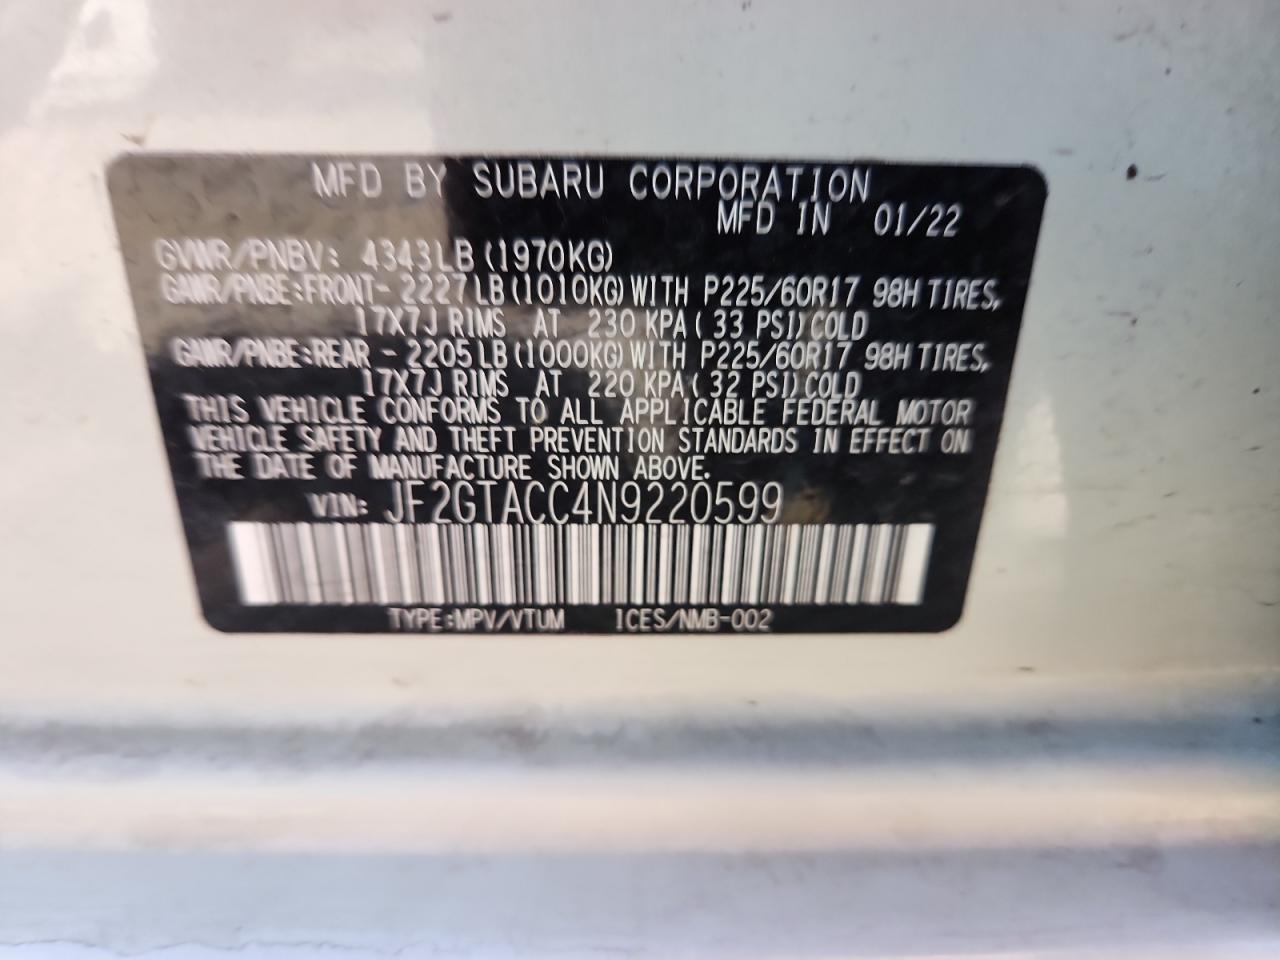 MFD BY SUBARU CORPORATION
MFD IN 01/22
GVWR/PNBV: 4343LB (1970KG)
GAWR/PNBE:FRONT- 2227LB(1010KG)WITH P225/60R17 98H TIRES,
17X7J RIMS AT 230 KPA(33 PSI)COLD
GAWR/PNBE:REAR - 2205LB(1000KG)WITH P225/60R17 98H TIRES,
17X7J RIMS AT 220 KPA(32 PSI)COLD
THIS VEHICLE CONFORMS TO ALL APPLICABLE FEDERAL MOTOR
VEHICLE SAFETY AND THEFT PREVENTION STANDARDS IN EFFECT ON
THE DATE OF MANUFACTURE SHOWN ABOVE.
VIN: JF2GTACC4N9220599
TYPE:MPV/VTUM ICES/NMB-002